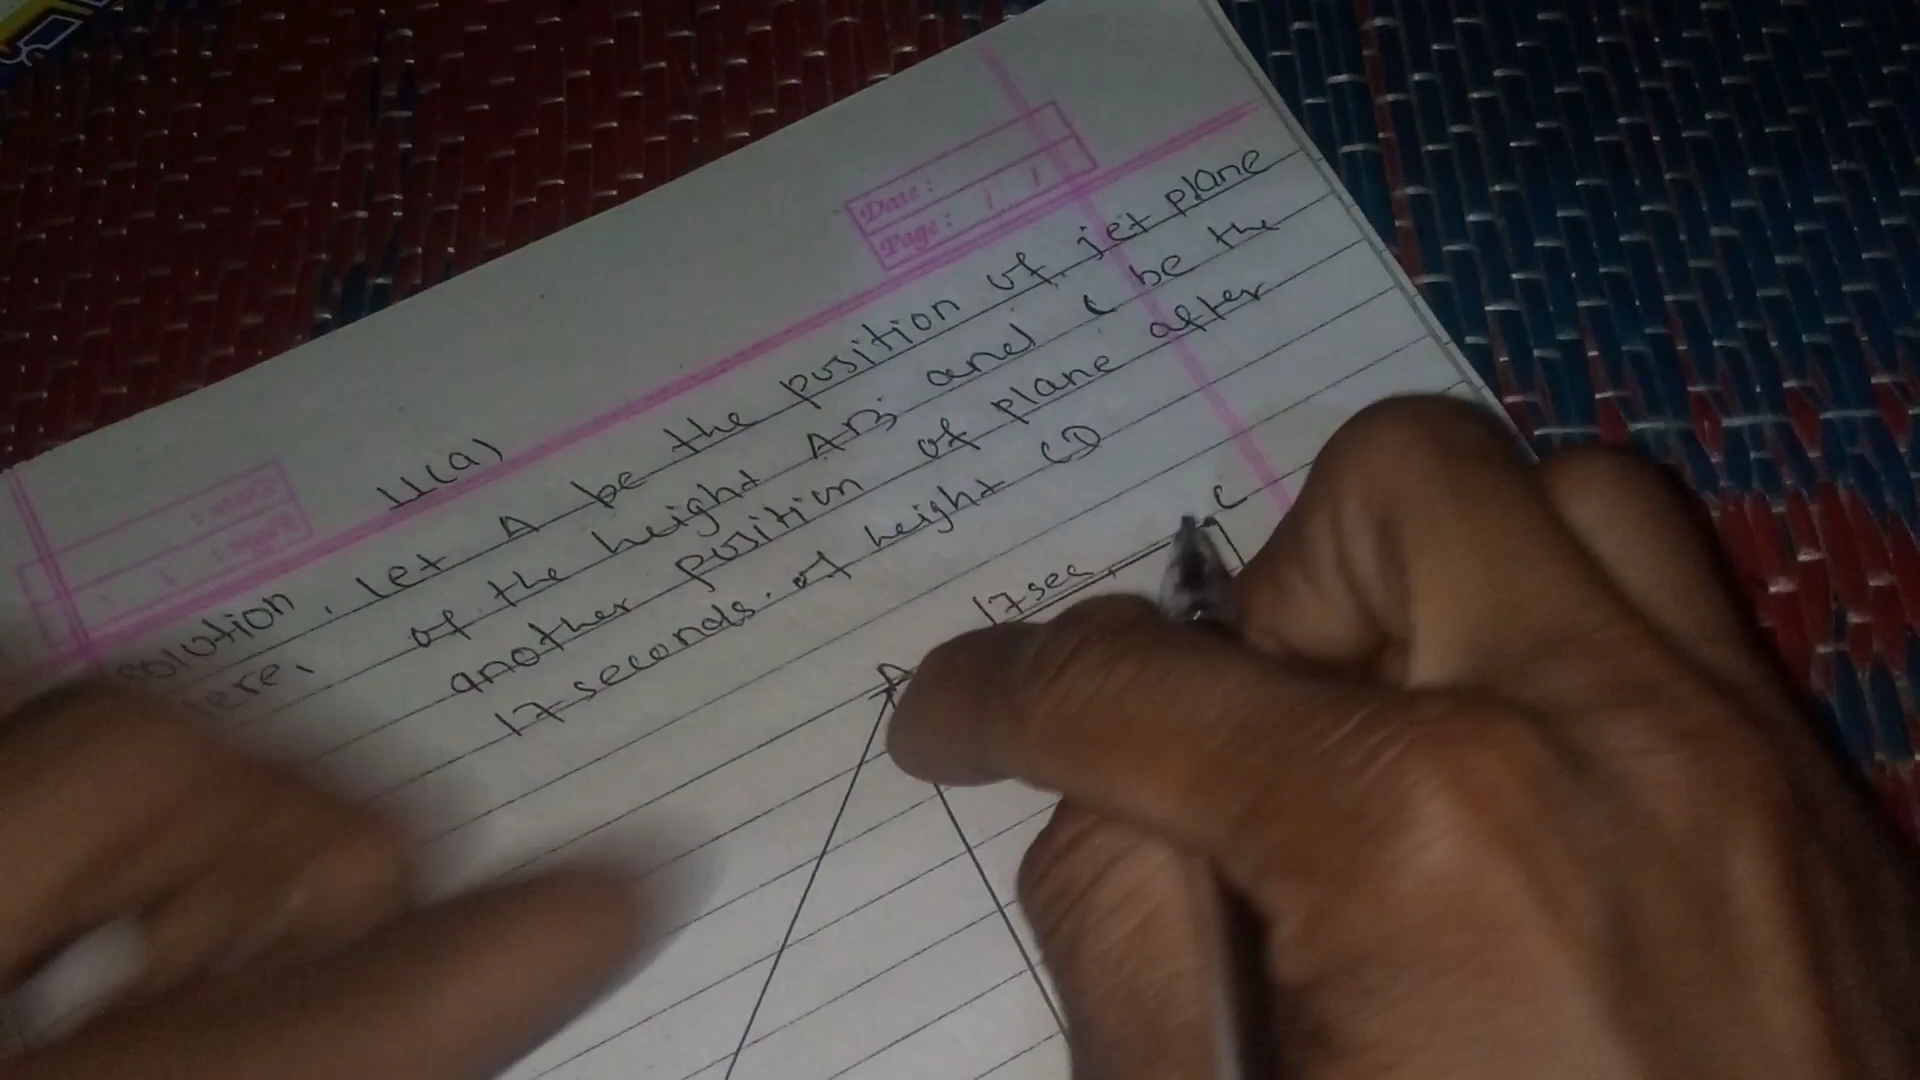 Date:
Page:
11(a)
solution,
Here, let A be the position of jet plane
of the height AB and C be the
another position of plane after
17 seconds. of height CD
17 sec,
C
A